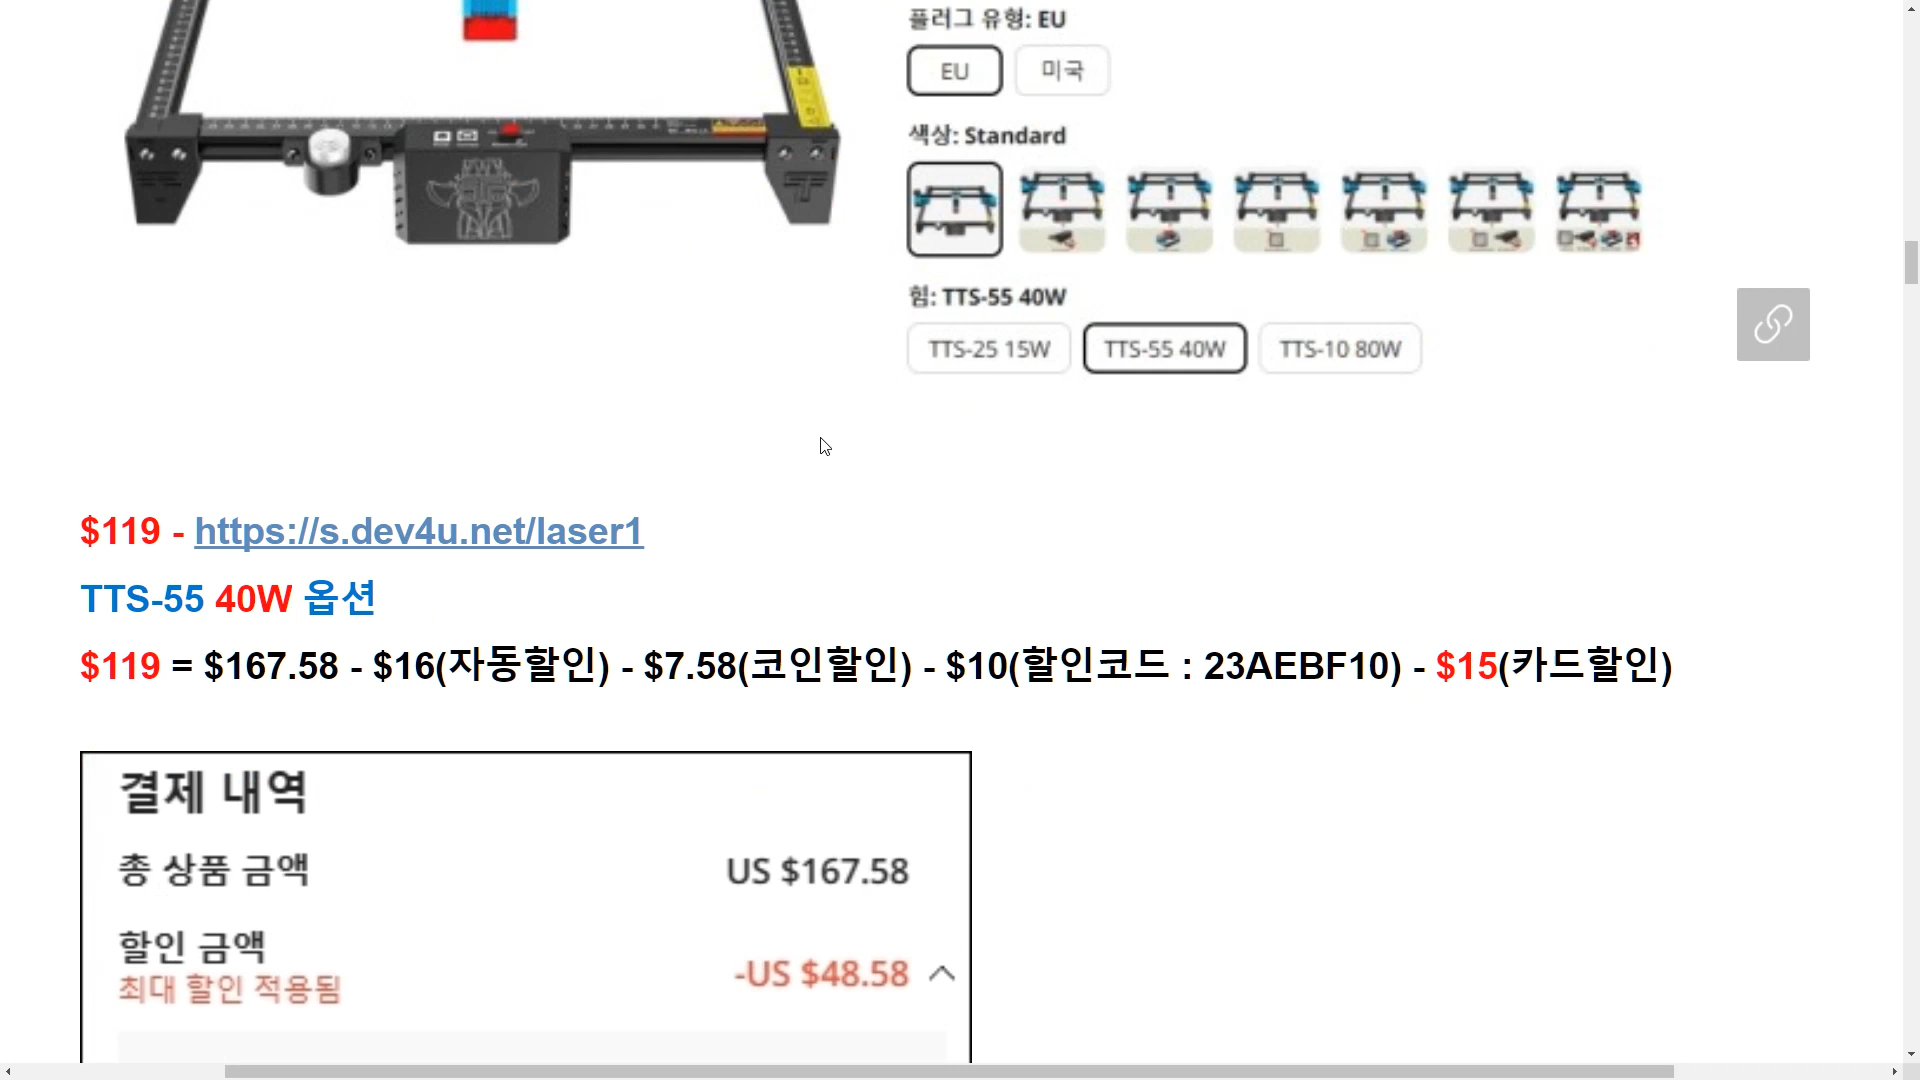 플러그 유형: EU
EU
미국
색상: Standard
힘: TTS-55 40W
TTS-25 15W
TTS-55 40W
TTS-10 80W
$119 - https://s.dev4u.net/laser1
TTS-55 40W 옵션
$119 = $167.58 - $16(자동할인) - $7.58(코인할인) - $10(할인코드 : 23AEBF10) - $15(카드할인)
결제 내역
총 상품 금액 US $167.58
할인 금액
최대 할인 적용됨
-US $48.58